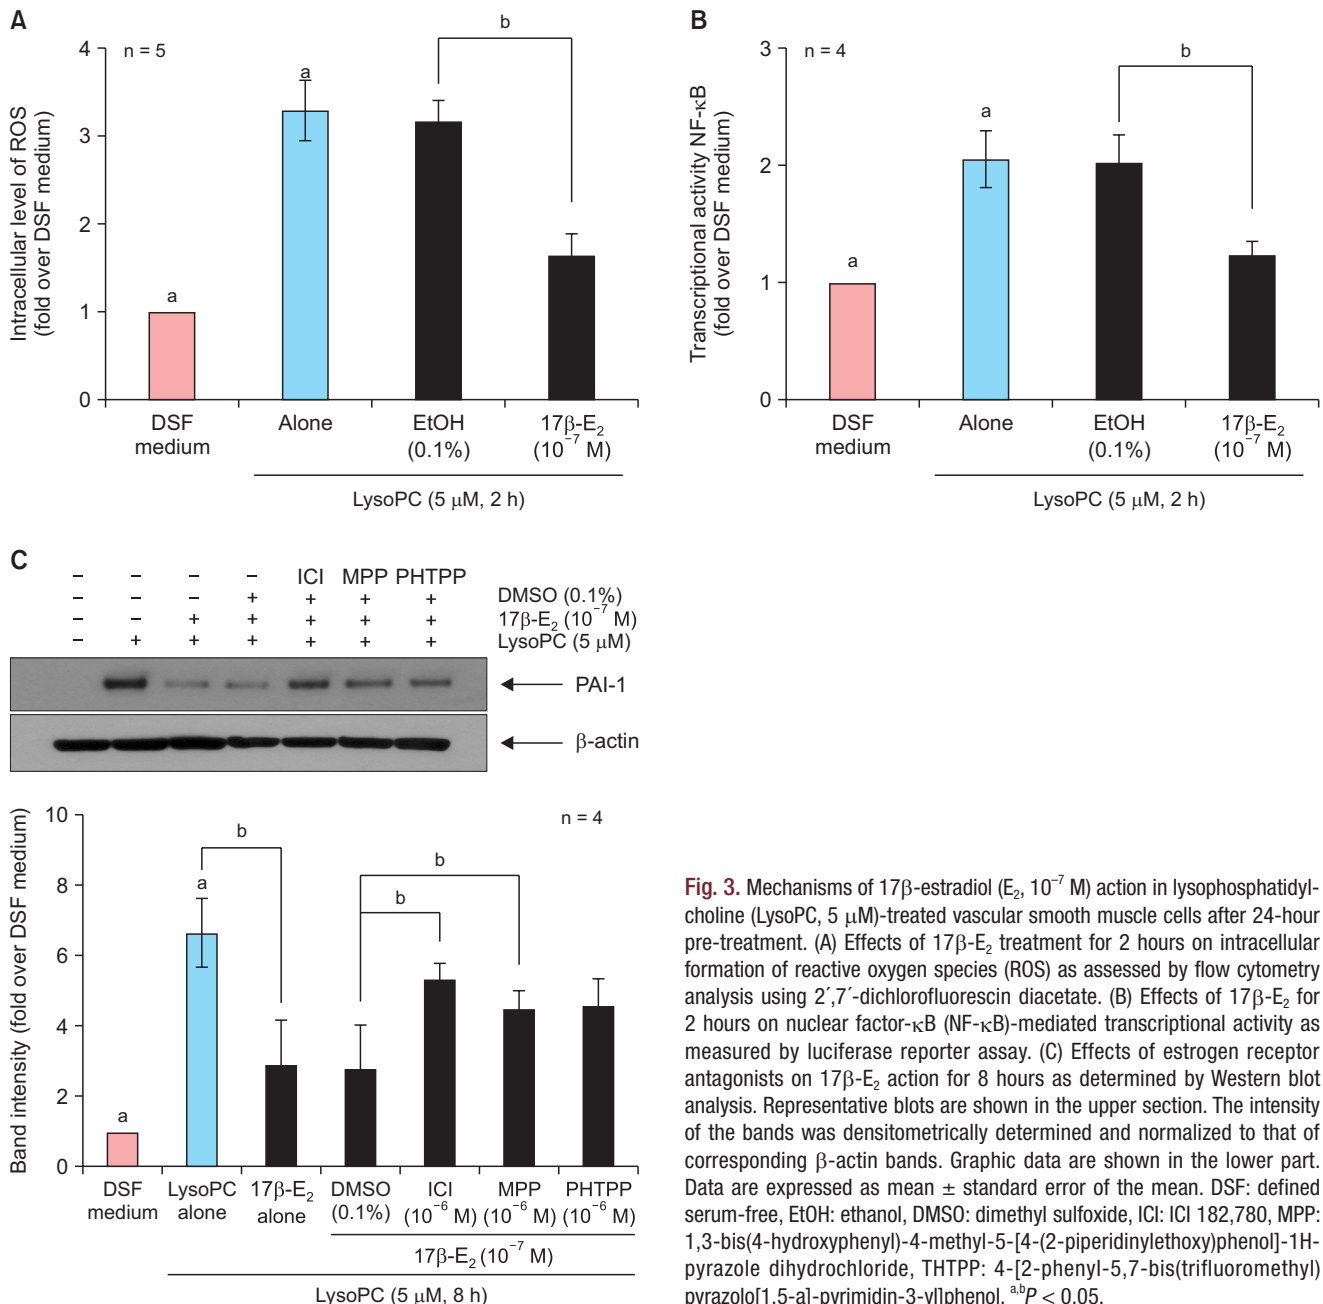 A
b
n = 5
a
a
4
3
2
1
0
Intracellular level of ROS
(fold over DSF medium)
DSF
medium
Alone
EtOH
(0.1%)
17β-E₂
(10⁻⁷ M)
LysoPC (5 μM, 2 h)
B
b
n = 4
a
a
3
2
1
0
Transcriptional activity NF-κB
(fold over DSF medium)
DSF
medium
Alone
EtOH
(0.1%)
17β-E₂
(10⁻⁷ M)
LysoPC (5 μM, 2 h)
C
– – – – ICI MPP PHTPP
– – – + + + + DMSO (0.1%)
– – + + + + + 17β-E₂ (10⁻⁷ M)
– + + + + + + LysoPC (5 μM)
PAI-1
β-actin
n = 4
b
b
b
a
a
10
8
6
4
2
0
Band intensity (fold over DSF medium)
DSF
medium
LysoPC
alone
17β-E₂
alone
DMSO
(0.1%)
ICI
(10⁻⁶ M)
MPP
(10⁻⁶ M)
PHTPP
(10⁻⁶ M)
17β-E₂ (10⁻⁷ M)
LysoPC (5 μM, 8 h)
Fig. 3. Mechanisms of 17β-estradiol (E₂, 10⁻⁷ M) action in lysophosphatidyl-
choline (LysoPC, 5 μM)-treated vascular smooth muscle cells after 24-hour
pre-treatment. (A) Effects of 17β-E₂ treatment for 2 hours on intracellular
formation of reactive oxygen species (ROS) as assessed by flow cytometry
analysis using 2´,7´-dichlorofluorescin diacetate. (B) Effects of 17β-E₂ for
2 hours on nuclear factor-κB (NF-κB)-mediated transcriptional activity as
measured by luciferase reporter assay. (C) Effects of estrogen receptor
antagonists on 17β-E₂ action for 8 hours as determined by Western blot
analysis. Representative blots are shown in the upper section. The intensity
of the bands was densitometrically determined and normalized to that of
corresponding β-actin bands. Graphic data are shown in the lower part.
Data are expressed as mean ± standard error of the mean. DSF: defined
serum-free, EtOH: ethanol, DMSO: dimethyl sulfoxide, ICI: ICI 182,780, MPP:
1,3-bis(4-hydroxyphenyl)-4-methyl-5-[4-(2-piperidinylethoxy)phenol]-1H-
pyrazole dihydrochloride, THTPP: 4-[2-phenyl-5,7-bis(trifluoromethyl)
pyrazolo[1,5-a]-pyrimidin-3-yl]phenol. ᵃ,ᵇP < 0.05.